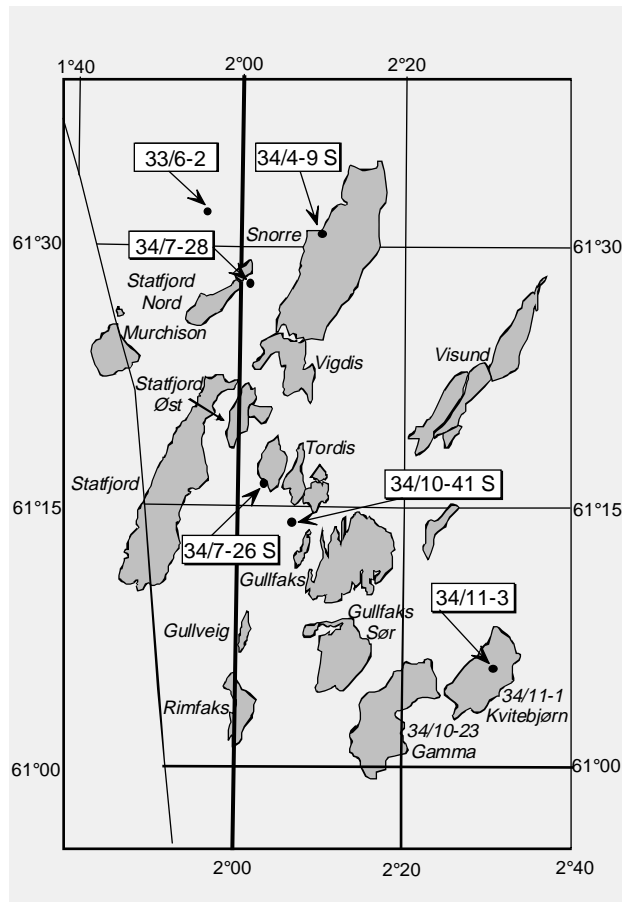 1°40
2°00
2°20
33/6-2
34/4-9 S
61°30
34/7-28
Snorre
61°30
Statfjord
Nord
Murchison
Vigdis
Visund
Statfjord
Øst
Tordis
Statfjord
34/10-41 S
61°15
61°15
34/7-26 S
Gullfaks
34/11-3
Gullveig
Gullfaks
Sør
Rimfaks
34/11-1
Kvitebjørn
34/10-23
Gamma
61°00
61°00
2°00
2°20
2°40